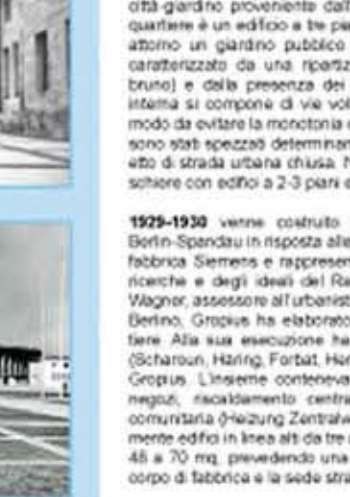 città-giardino proveniente dall'
quartiere è un edificio a tre pia
attorno un giardino pubblico
caratterizzato da una ripartiz
bruno) e dalla presenza dei
interna si compone di vie volt
modo da evitare la monotonia d
sono stati spezzati determinan
etto di strada urbana chiusa. N
schiere con edifici a 2-3 piani e
1929-1930 venne costruito
Berlin-Spandau in risposta alle
fabbrica Siemens e rappresen
ricerche e degli ideali del Ra
Wagner, assessore all'urbanist
Berlino, Gropius ha elaborato
tiere. Alla sua esecuzione ha
(Scharoun, Häring, Forbat, Hen
Gropius. L'insieme conteneva
negozi, riscaldamento centra
comunitaria (Heizung Zentralw
mente edifici in linea alti da tre a
45 a 70 mq, prevedendo una
corpo di fabbrica e la sede stra